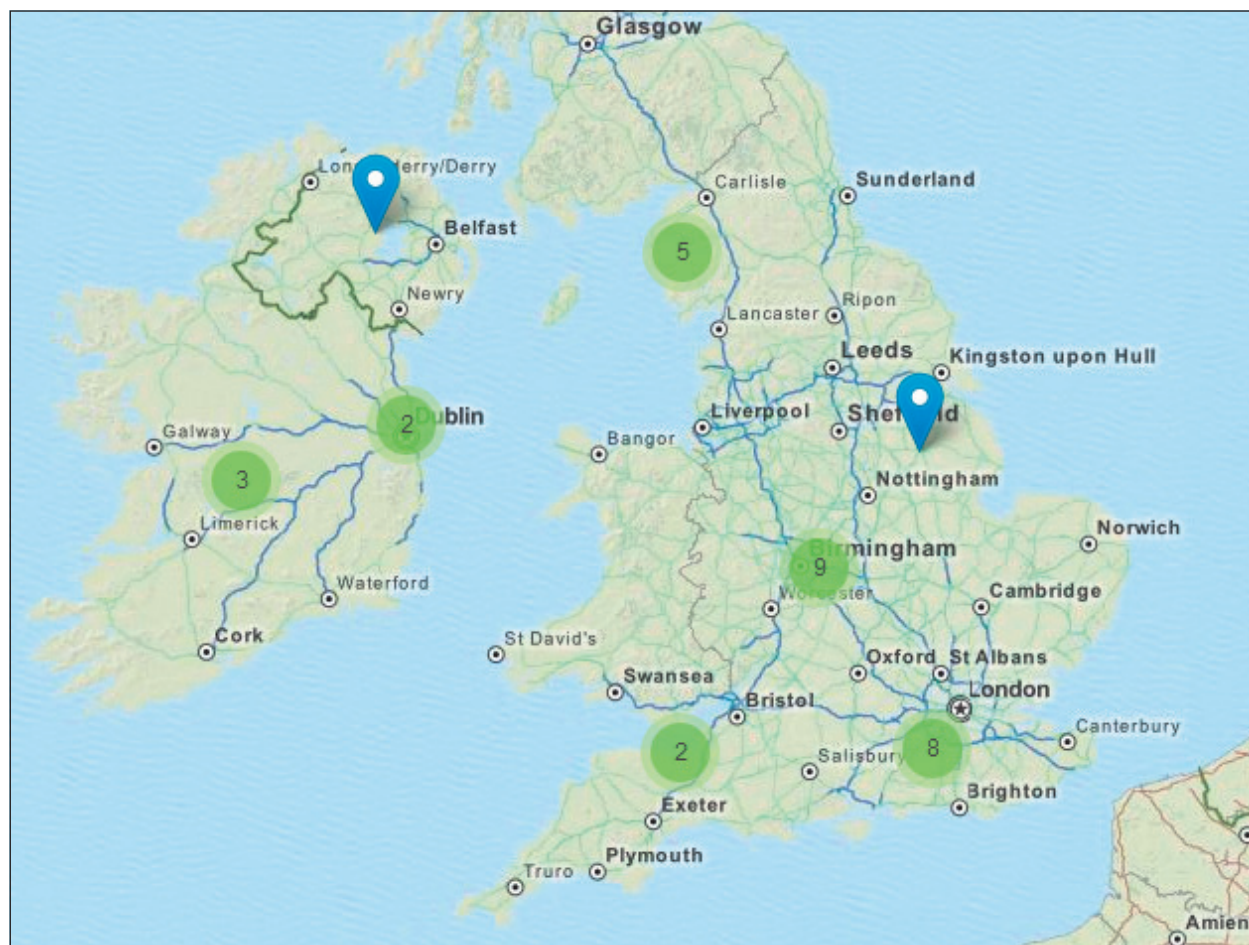 Glasgow
Carlisle
Sunderland
Belfast
Newry
5
Lancaster
Ripon
Leeds
Kingston upon Hull
Liverpool
Galway
2
Dublin
Bangor
3
Nottingham
Limerick
Norwich
Birmingham
9
Waterford
Worcester
Cambridge
Cork
St David's
Swansea
Oxford
St Albans
London
Bristol
Canterbury
2
Salisbury
8
Brighton
Exeter
Plymouth
Truro
Amien